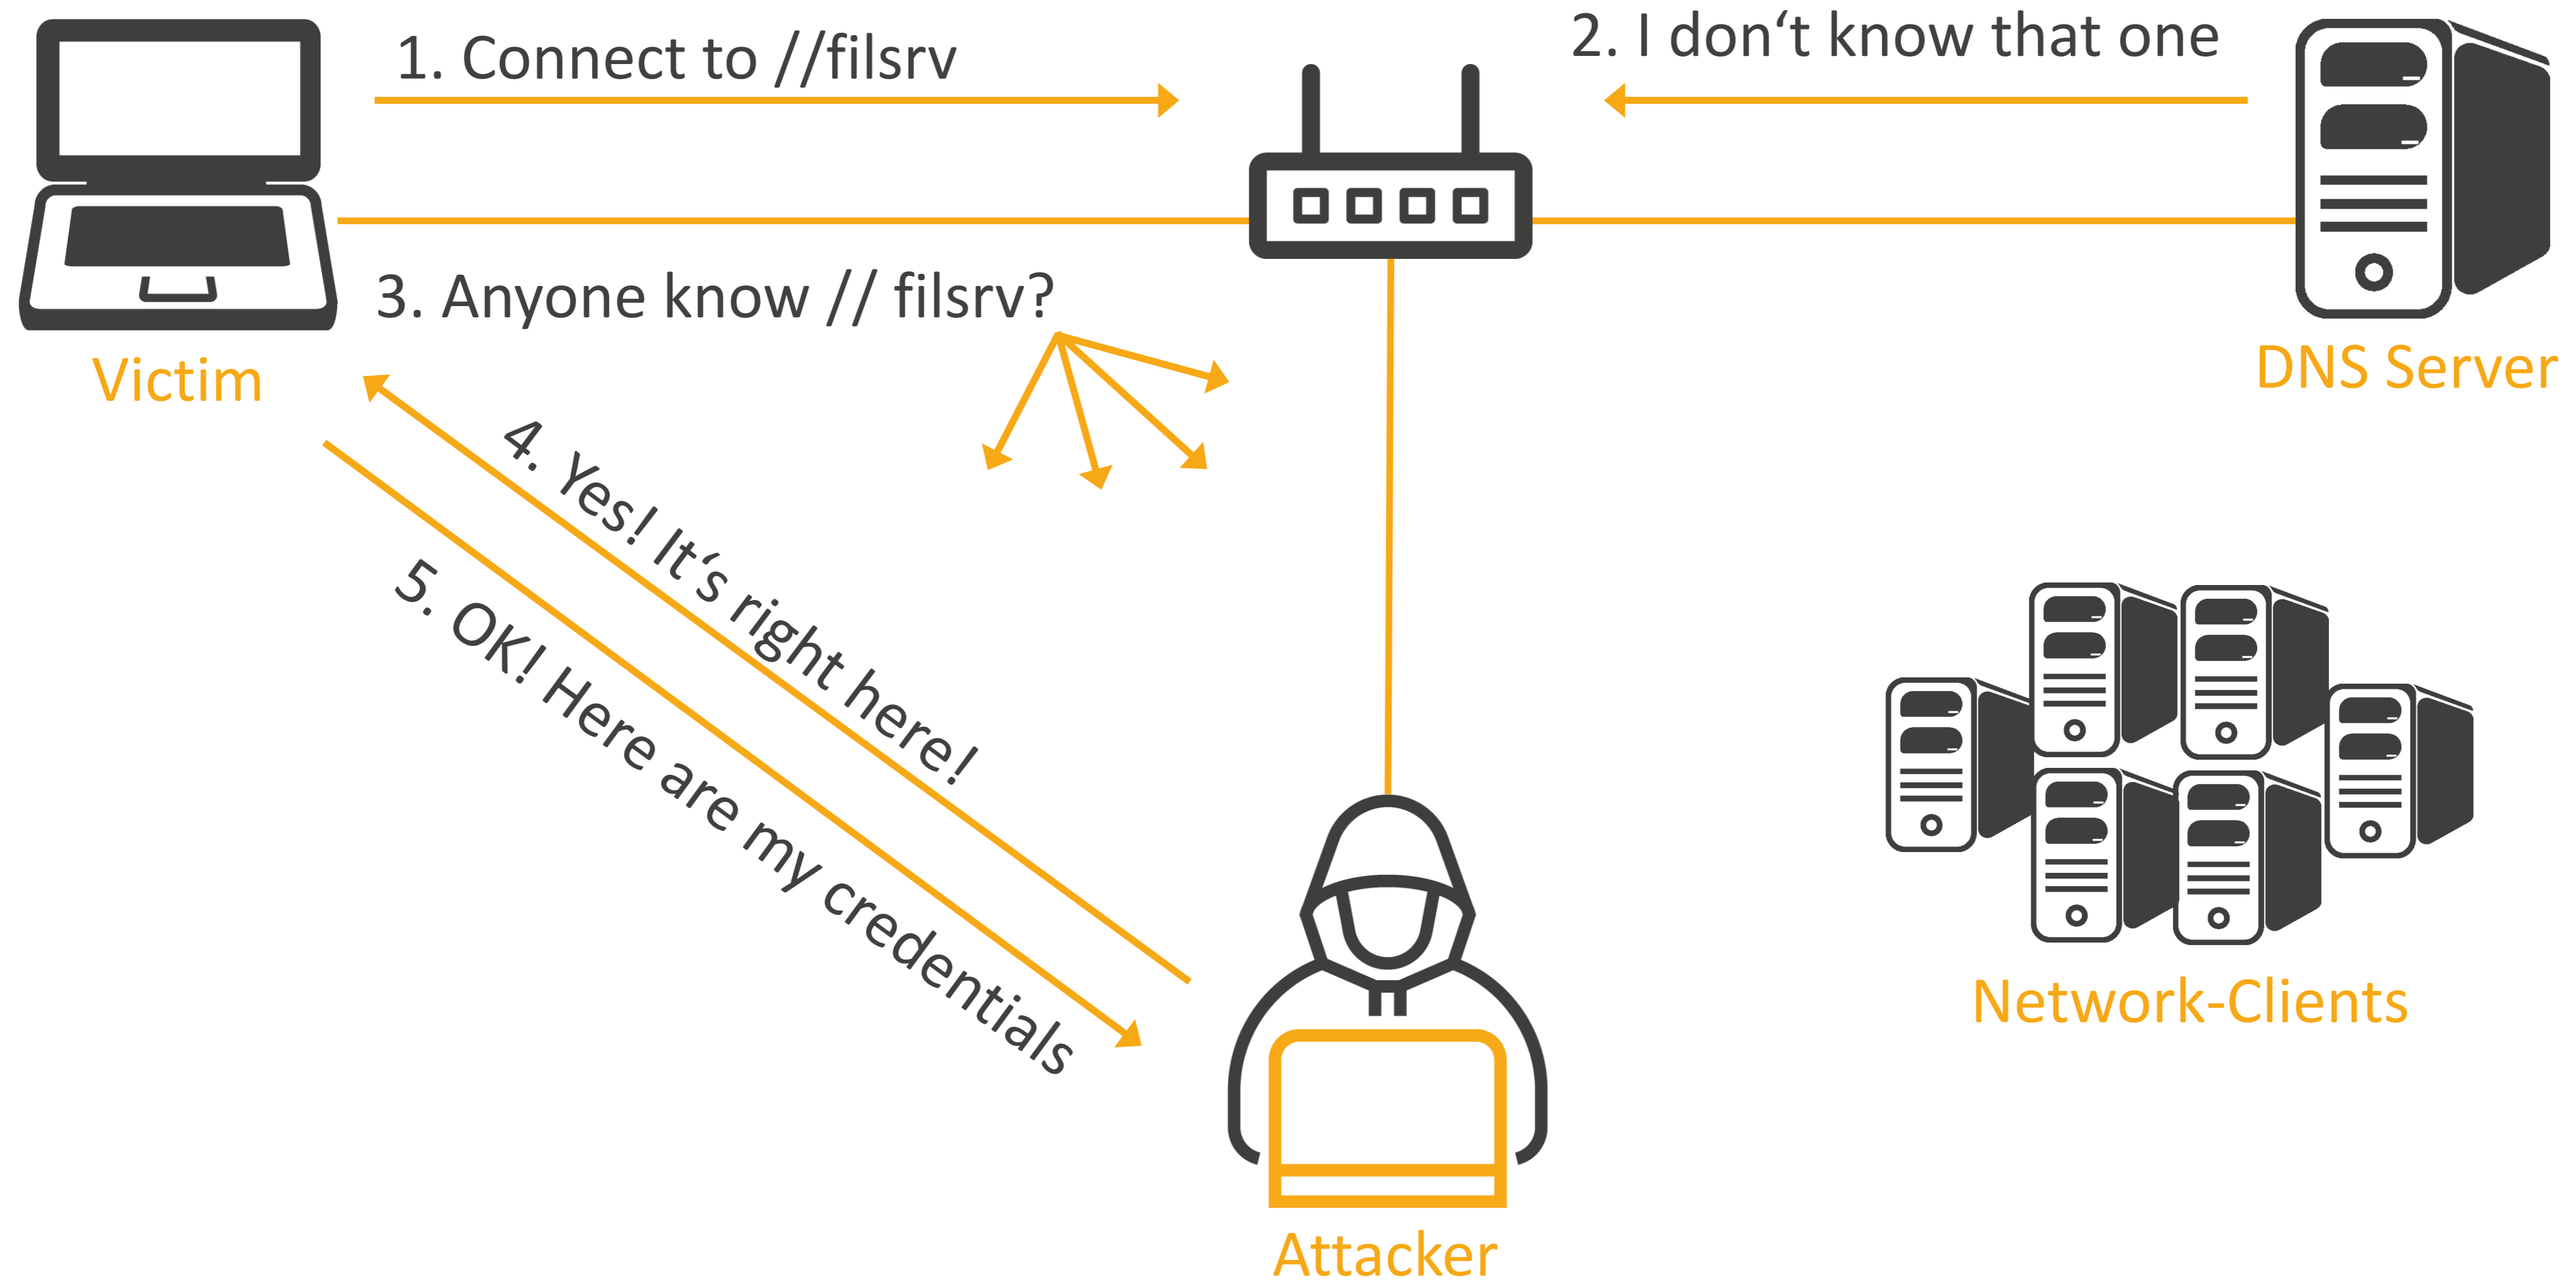 1. Connect to //filsrv
2. I don‘t know that one
3. Anyone know // filsrv?
Victim
DNS Server
4. Yes! It‘s right here!
5. OK! Here are my credentials
Network-Clients
Attacker